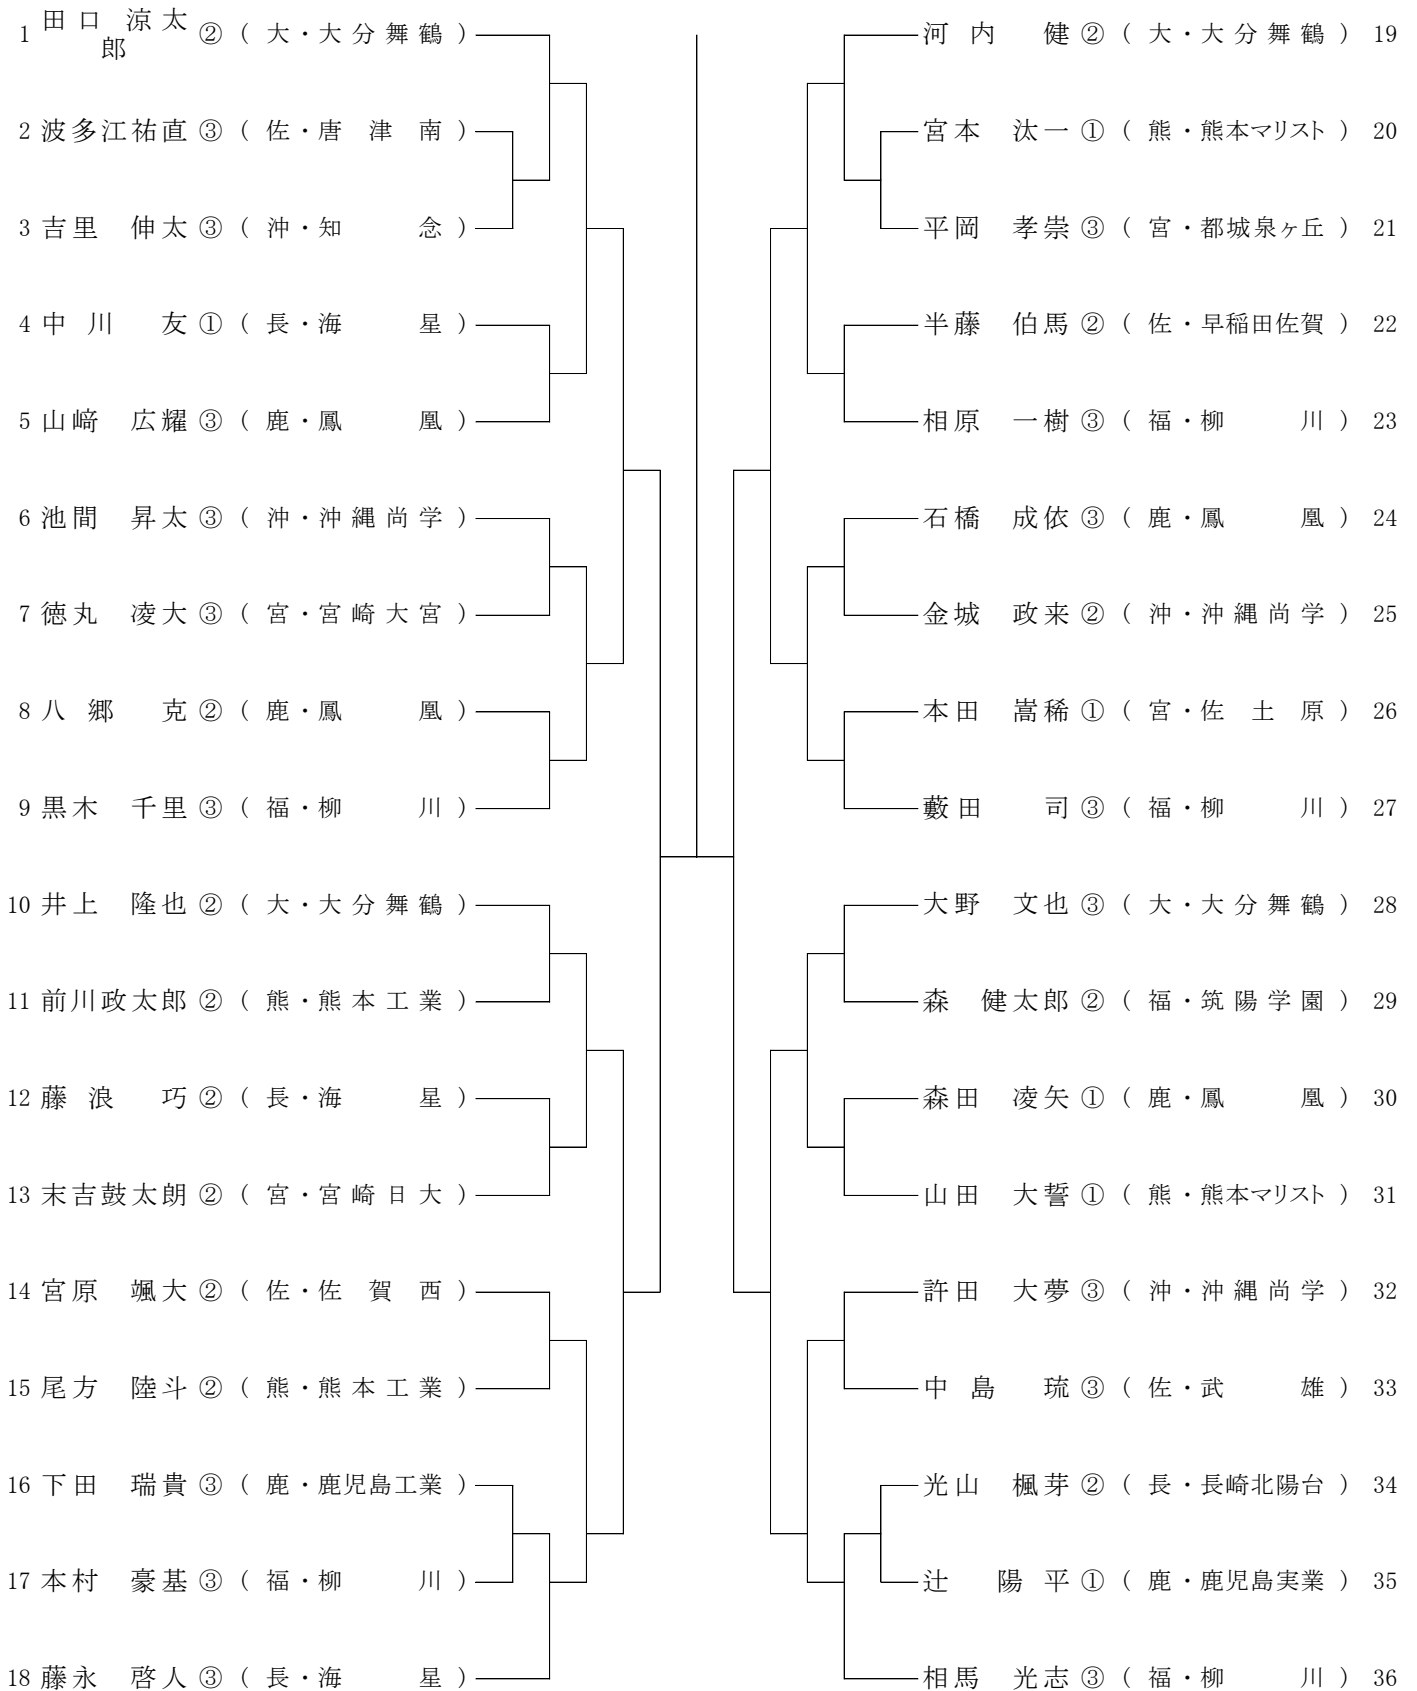 1 田口 涼太郎 ② ( 大・大分舞鶴 )
2 波多江祐直 ③ ( 佐・唐津南 )
3 吉里 伸太 ③ ( 沖・知念 )
4 中川 友 ① ( 長・海星 )
5 山﨑 広耀 ③ ( 鹿・鳳凰 )
6 池間 昇太 ③ ( 沖・沖縄尚学 )
7 徳丸 凌大 ③ ( 宮・宮崎大宮 )
8 八郷 克 ② ( 鹿・鳳凰 )
9 黒木 千里 ③ ( 福・柳川 )
10 井上 隆也 ② ( 大・大分舞鶴 )
11 前川政太郎 ② ( 熊・熊本工業 )
12 藤浪 巧 ② ( 長・海星 )
13 末吉鼓太朗 ② ( 宮・宮崎日大 )
14 宮原 颯大 ② ( 佐・佐賀西 )
15 尾方 陸斗 ② ( 熊・熊本工業 )
16 下田 瑞貴 ③ ( 鹿・鹿児島工業 )
17 本村 豪基 ③ ( 福・柳川 )
18 藤永 啓人 ③ ( 長・海星 )
河内 健 ② ( 大・大分舞鶴 ) 19
宮本 汰一 ① ( 熊・熊本マリスト ) 20
平岡 孝崇 ③ ( 宮・都城泉ヶ丘 ) 21
半藤 伯馬 ② ( 佐・早稲田佐賀 ) 22
相原 一樹 ③ ( 福・柳川 ) 23
石橋 成依 ③ ( 鹿・鳳凰 ) 24
金城 政来 ② ( 沖・沖縄尚学 ) 25
本田 嵩稀 ① ( 宮・佐土原 ) 26
藪田 司 ③ ( 福・柳川 ) 27
大野 文也 ③ ( 大・大分舞鶴 ) 28
森 健太郎 ② ( 福・筑陽学園 ) 29
森田 凌矢 ① ( 鹿・鳳凰 ) 30
山田 大誓 ① ( 熊・熊本マリスト ) 31
許田 大夢 ③ ( 沖・沖縄尚学 ) 32
中島 琉 ③ ( 佐・武雄 ) 33
光山 楓芽 ② ( 長・長崎北陽台 ) 34
辻 陽平 ① ( 鹿・鹿児島実業 ) 35
相馬 光志 ③ ( 福・柳川 ) 36